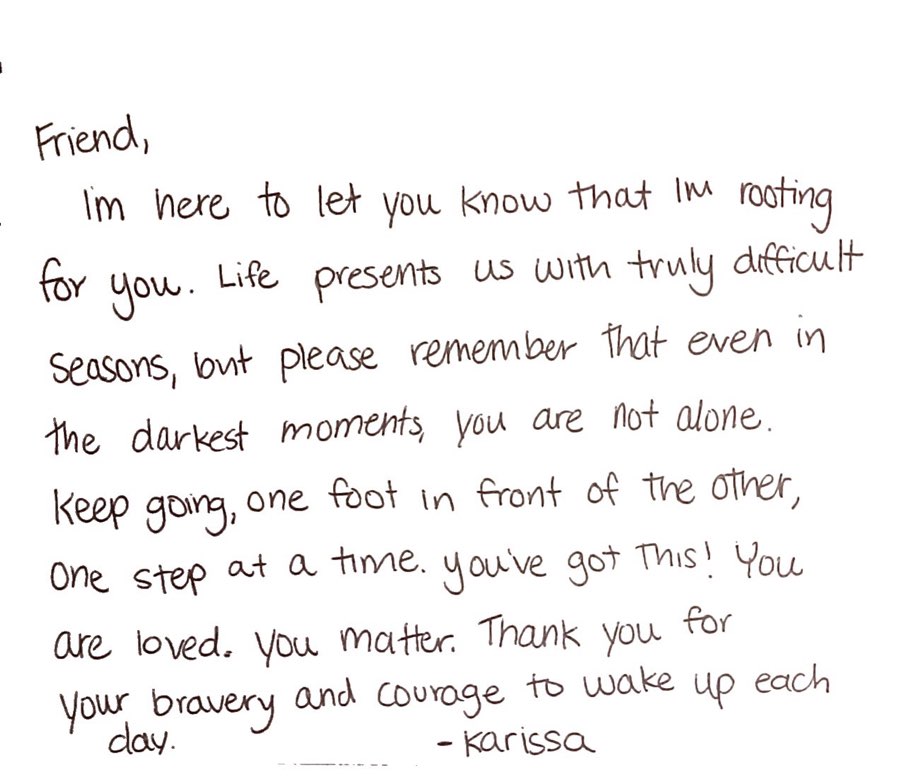 Friend,
I'm here to let you know that Im rooting
for you. Life presents us with truly difficult
seasons, but please remember that even in
the darkest moments, you are not alone.
Keep going, one foot in front of the other,
one step at a time. You've got this! You
are loved. You matter. Thank you for
your bravery and courage to wake up each
day. - Karissa